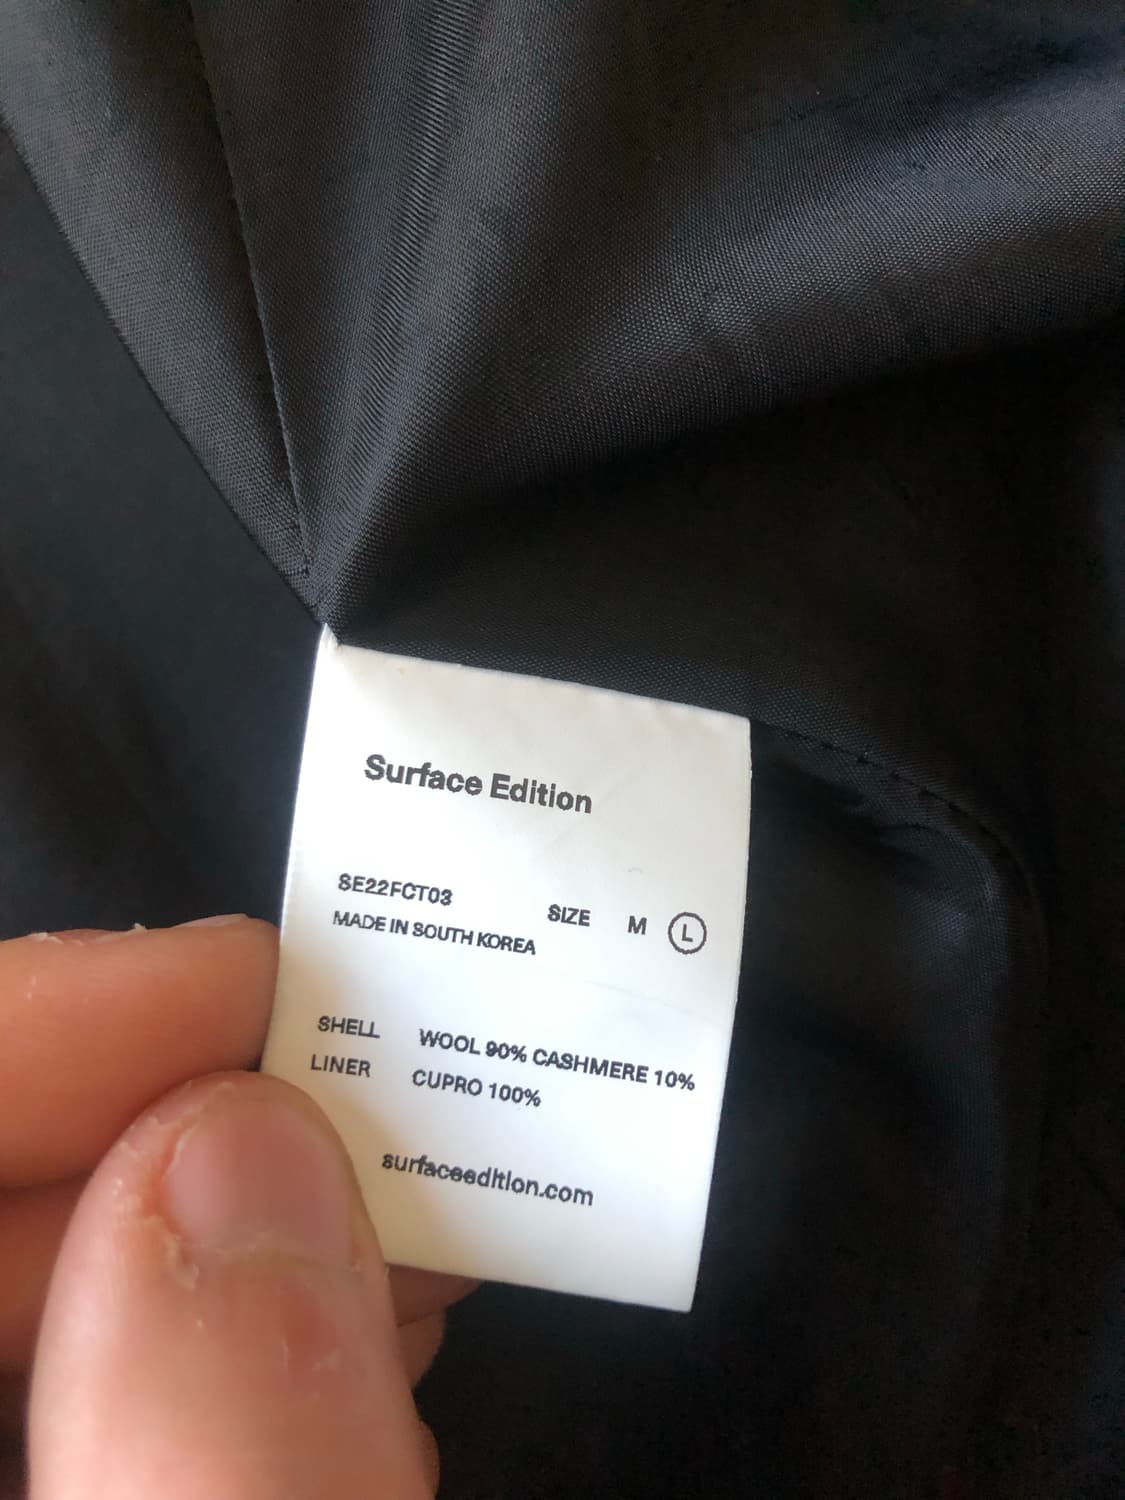 Surface Edition
SE22FCT03
MADE IN SOUTH KOREA
SIZE M L
SHELL WOOL 90% CASHMERE 10%
LINER CUPRO 100%
surfaceedition.com